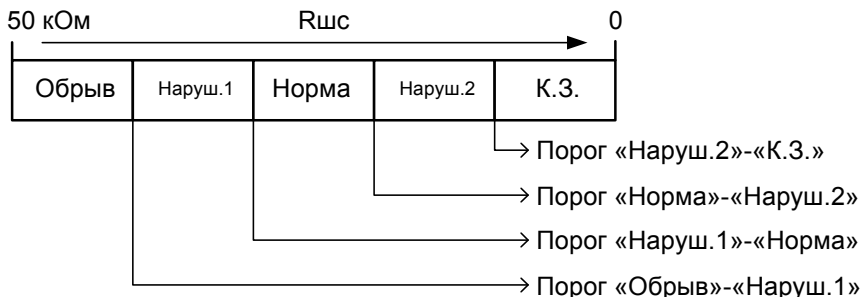 50 кОм Rшс 0
Обрыв Наруш.1 Норма Наруш.2 К.З.
Порог «Наруш.2»-«К.З.»
Порог «Норма»-«Наруш.2»
Порог «Наруш.1»-«Норма»
Порог «Обрыв»-«Наруш.1»